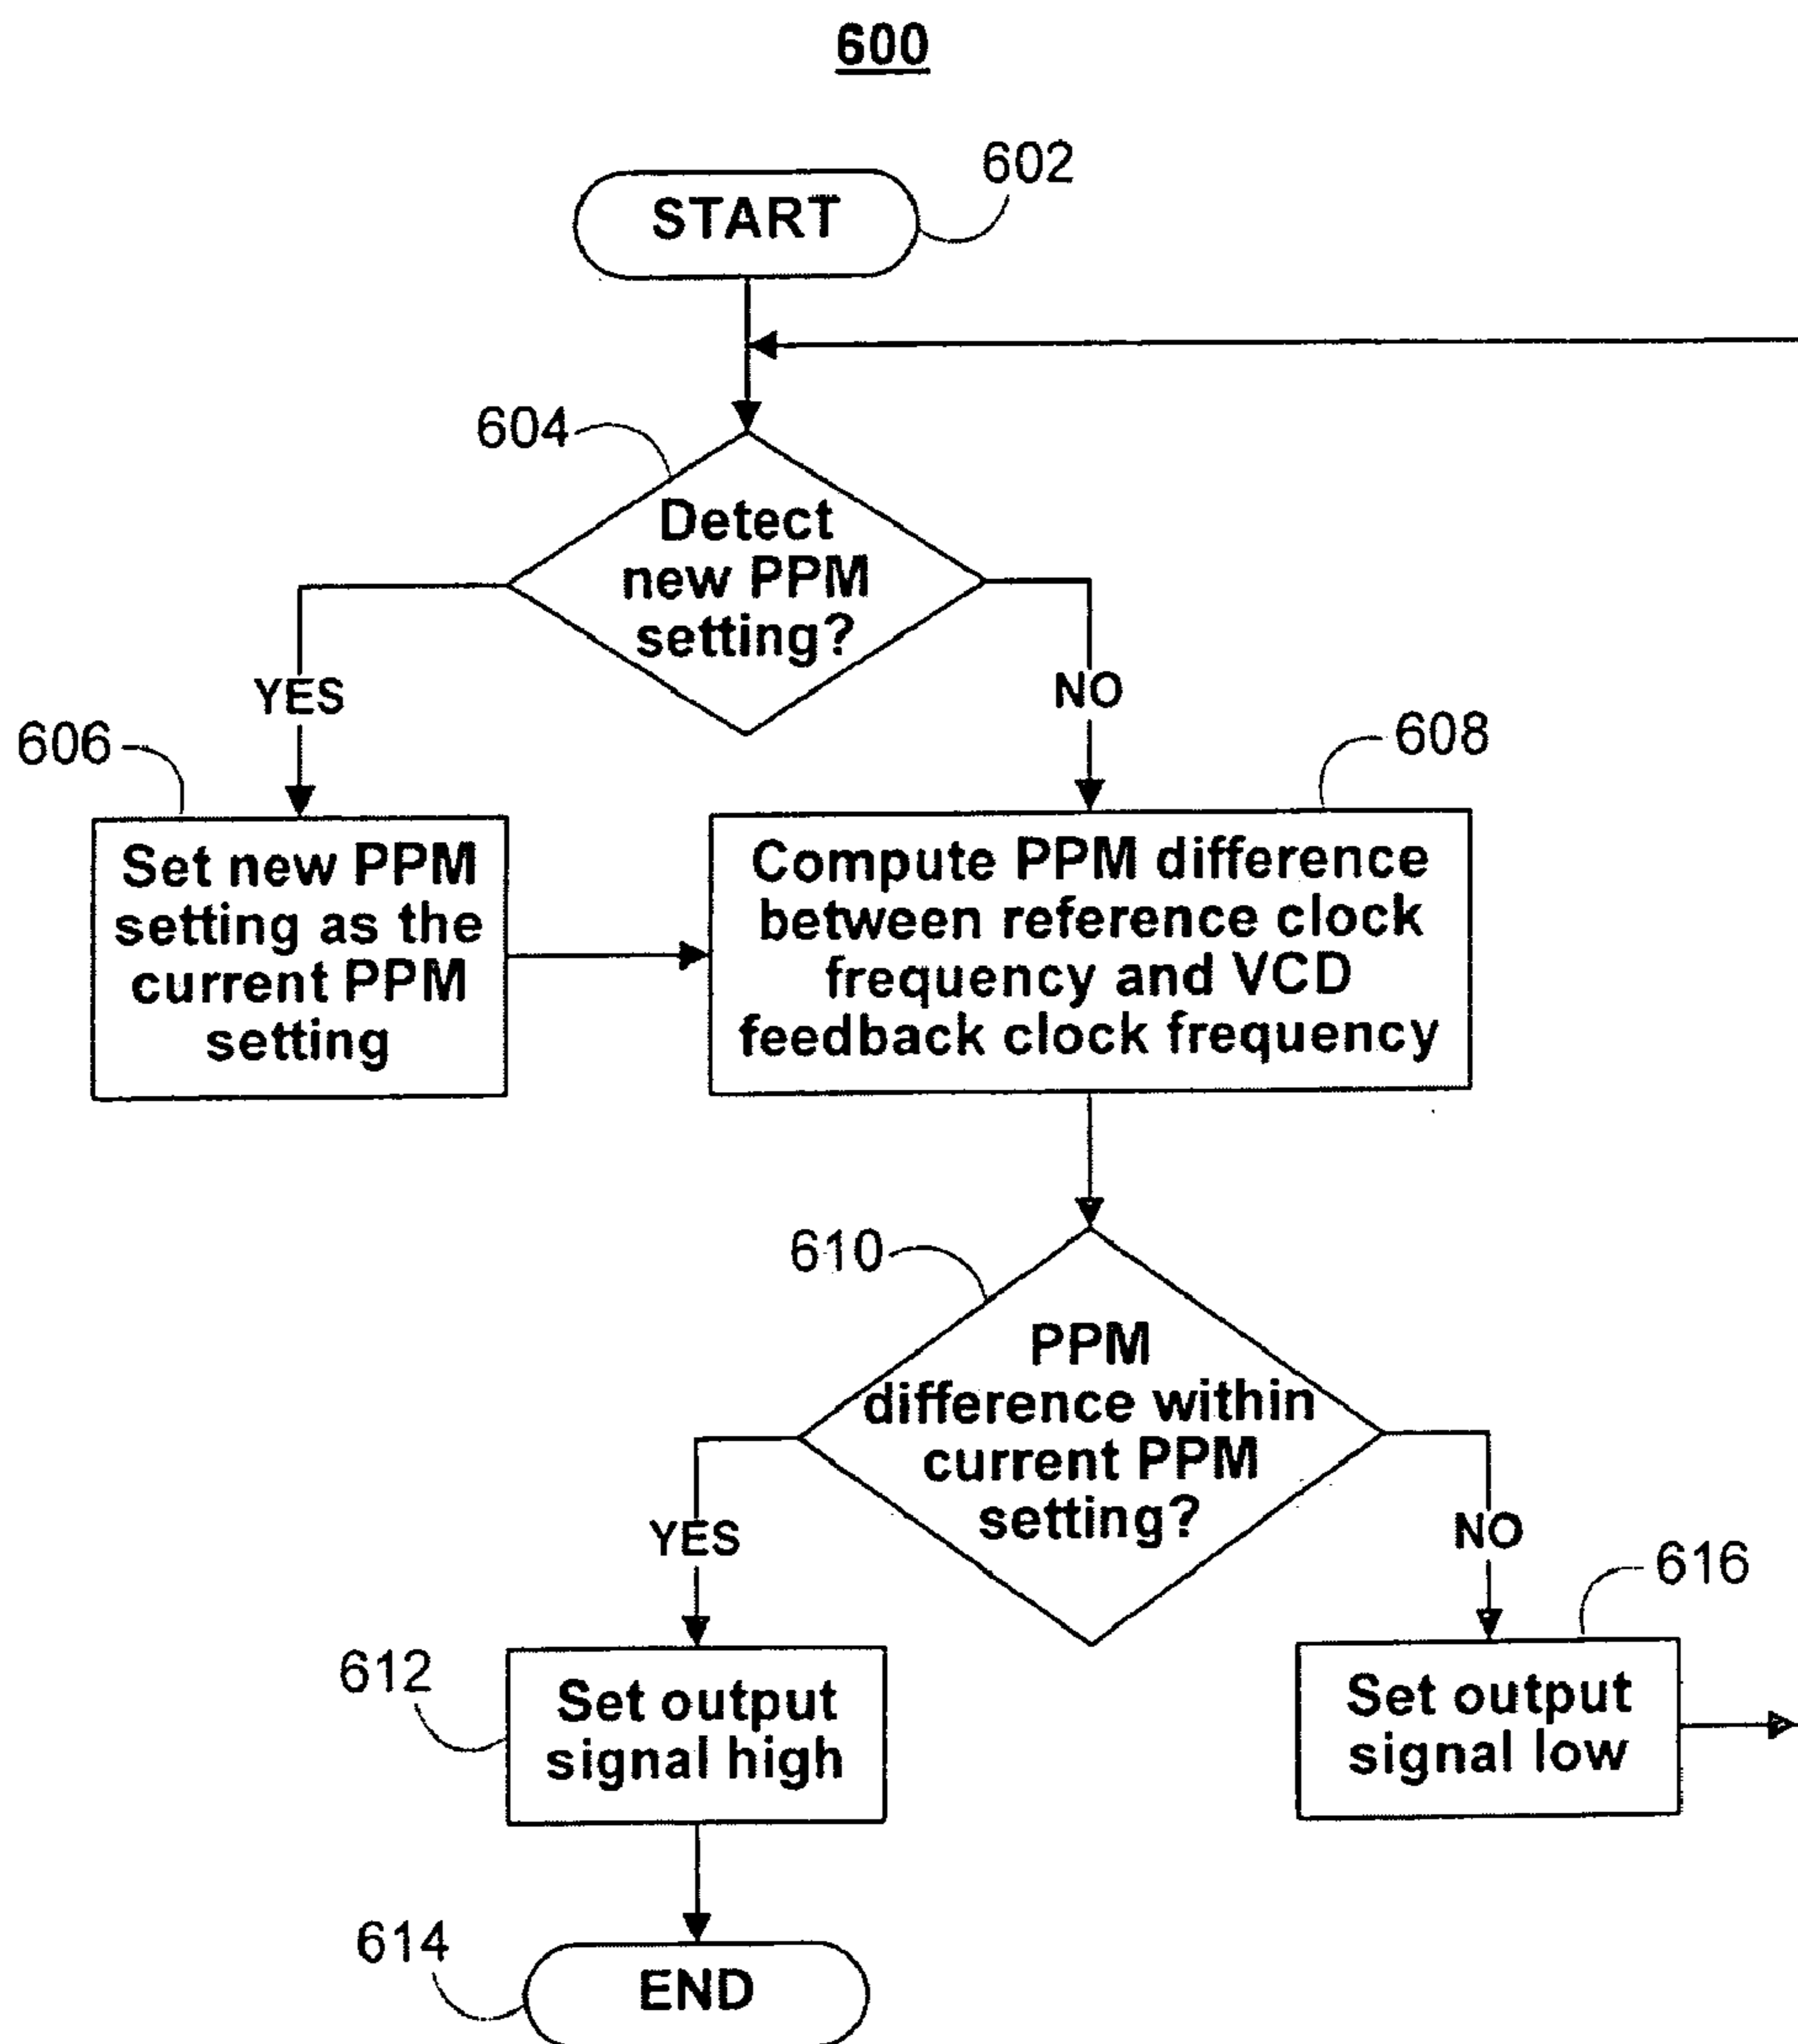 600
602
START
604
Detect
new PPM
setting?
YES
NO
606
608
Set new PPM
setting as the
current PPM
setting
Compute PPM difference
between reference clock
frequency and VCD
feedback clock frequency
610
PPM
difference within
current PPM
setting?
YES
NO
616
612
Set output
signal high
Set output
signal low
614
END